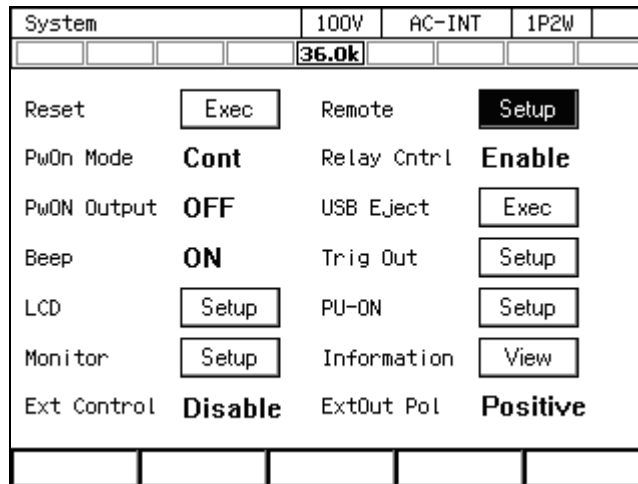 System 100V AC-INT 1P2W
36.0k
Reset Exec Remote Setup
PwOn Mode Cont Relay Cntrl Enable
PwON Output OFF USB Eject Exec
Beep ON Trig Out Setup
LCD Setup PU-ON Setup
Monitor Setup Information View
Ext Control Disable ExtOut Pol Positive